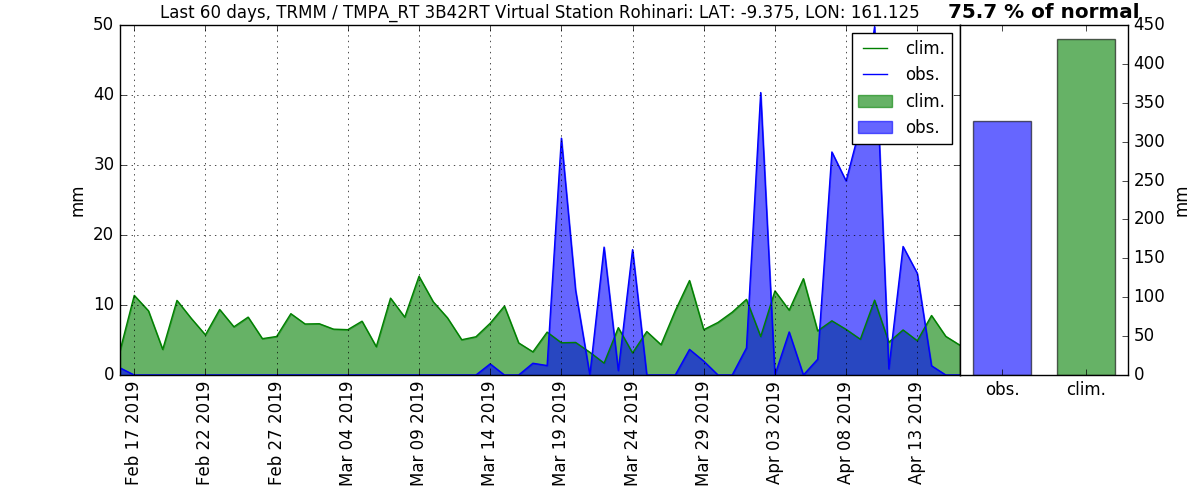 Last 60 days, TRMM / TMPA_RT 3B42RT Virtual Station Rohinari: LAT: -9.375, LON: 161.125
75.7 % of normal
50
40
30
20
10
0
mm
clim.
obs.
clim.
obs.
450
400
350
300
250
200
150
100
50
0
mm
obs.
clim.
Feb 17 2019
Feb 22 2019
Feb 27 2019
Mar 04 2019
Mar 09 2019
Mar 14 2019
Mar 19 2019
Mar 24 2019
Mar 29 2019
Apr 03 2019
Apr 08 2019
Apr 13 2019